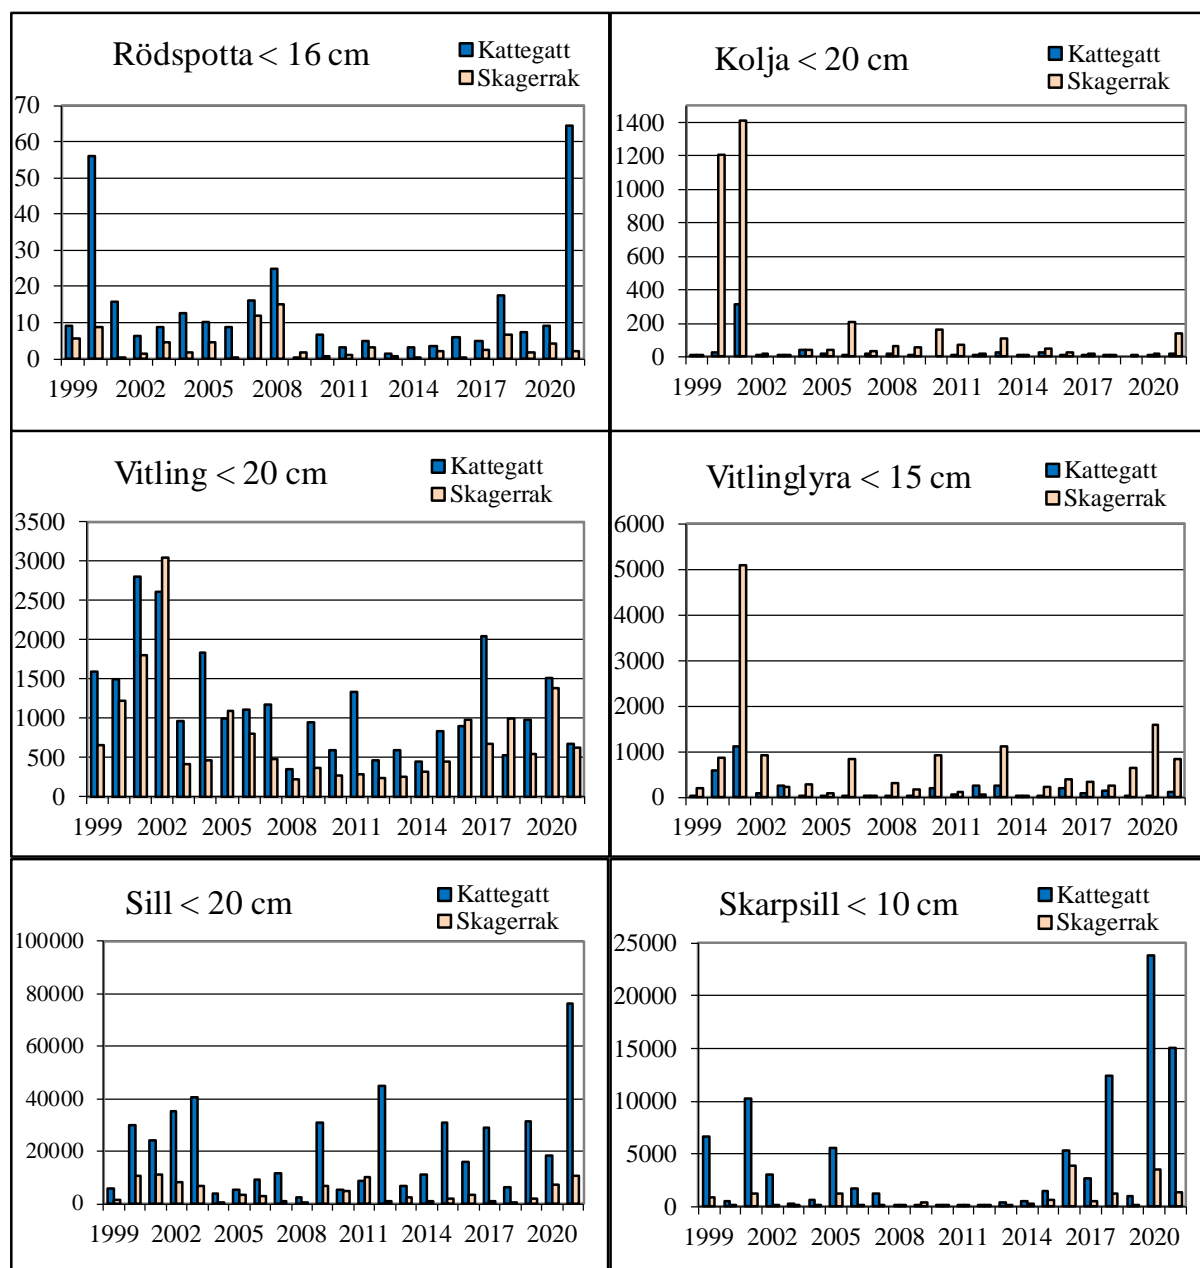 Rödspotta < 16 cm
Kattegatt
Skagerrak
70
60
50
40
30
20
10
0
1999 2002 2005 2008 2011 2014 2017 2020
Kolja < 20 cm
Kattegatt
Skagerrak
1400
1200
1000
800
600
400
200
0
1999 2002 2005 2008 2011 2014 2017 2020
Vitling < 20 cm
Kattegatt
Skagerrak
3500
3000
2500
2000
1500
1000
500
0
1999 2002 2005 2008 2011 2014 2017 2020
Vitlinglyra < 15 cm
Kattegatt
Skagerrak
6000
5000
4000
3000
2000
1000
0
1999 2002 2005 2008 2011 2014 2017 2020
Sill < 20 cm
Kattegatt
Skagerrak
100000
80000
60000
40000
20000
0
1999 2002 2005 2008 2011 2014 2017 2020
Skarpsill < 10 cm
Kattegatt
Skagerrak
25000
20000
15000
10000
5000
0
1999 2002 2005 2008 2011 2014 2017 2020